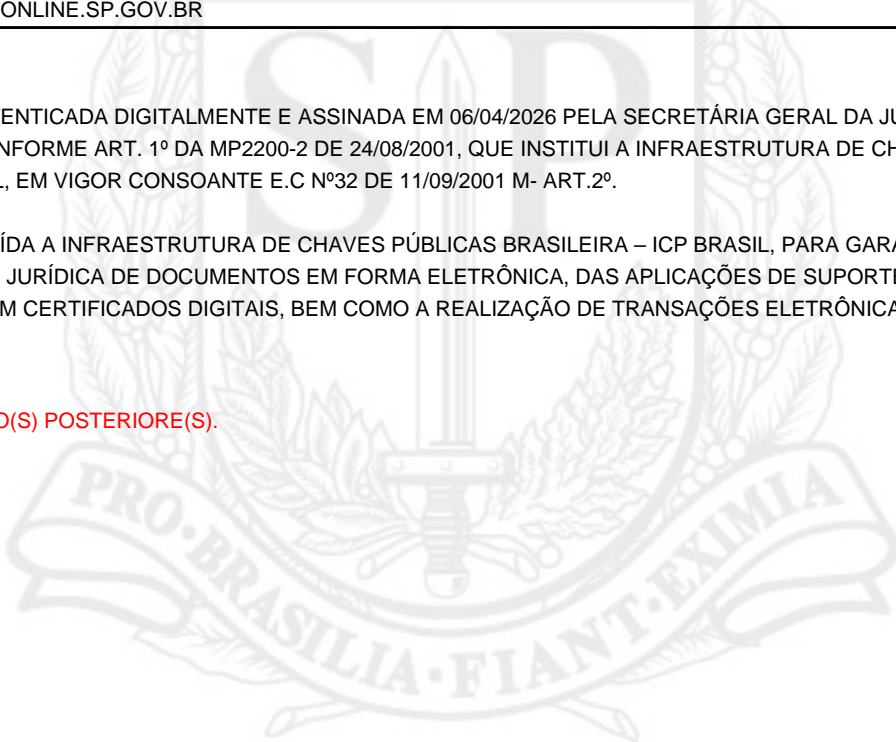 ONLINE.SP.GOV.BR
SP
ENTICADA DIGITALMENTE E ASSINADA EM 06/04/2026 PELA SECRETÁRIA GERAL DA JU
NFORME ART. 1º DA MP2200-2 DE 24/08/2001, QUE INSTITUI A INFRAESTRUTURA DE CH
L, EM VIGOR CONSOANTE E.C Nº32 DE 11/09/2001 M- ART.2º.
ÍDA A INFRAESTRUTURA DE CHAVES PÚBLICAS BRASILEIRA – ICP BRASIL, PARA GARA
JURÍDICA DE DOCUMENTOS EM FORMA ELETRÔNICA, DAS APLICAÇÕES DE SUPORTE
M CERTIFICADOS DIGITAIS, BEM COMO A REALIZAÇÃO DE TRANSAÇÕES ELETRÔNICA
O(S) POSTERIORE(S).
PRO·BRASILIA·FIANT·EXIMIA